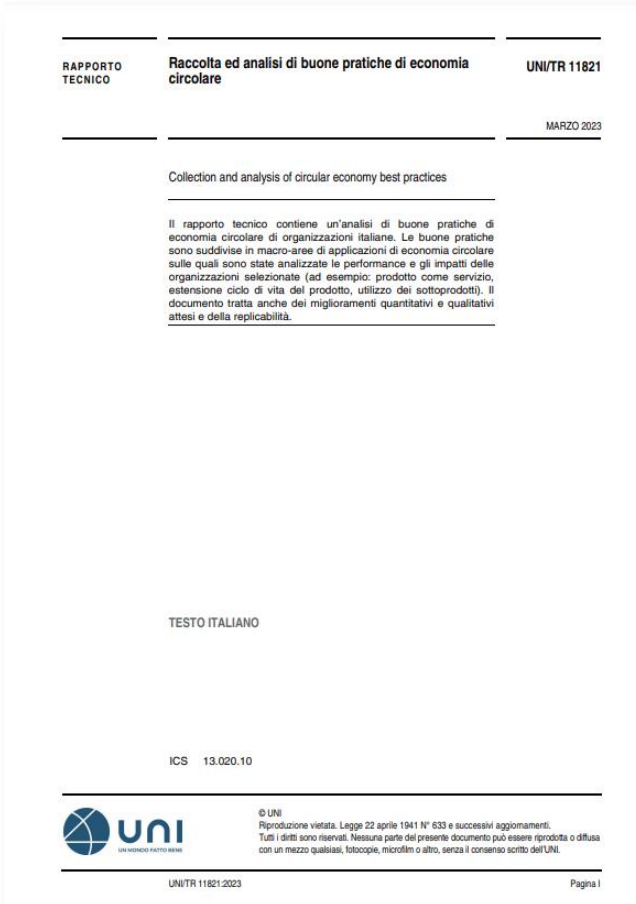 RAPPORTO
TECNICO
Raccolta ed analisi di buone pratiche di economia
circolare
UNI/TR 11821
MARZO 2023
Collection and analysis of circular economy best practices
Il rapporto tecnico contiene un'analisi di buone pratiche di
economia circolare di organizzazioni italiane. Le buone pratiche
sono suddivise in macro-aree di applicazioni di economia circolare
sulle quali sono state analizzate le performance e gli impatti delle
organizzazioni selezionate (ad esempio: prodotto come servizio,
estensione ciclo di vita del prodotto, utilizzo dei sottoprodotti). Il
documento tratta anche dei miglioramenti quantitativi e qualitativi
attesi e della replicabilità.
TESTO ITALIANO
ICS 13.020.10
UNI
UN MONDO FATTO BENE
© UNI
Riproduzione vietata. Legge 22 aprile 1941 N° 633 e successivi aggiornamenti.
Tutti i diritti sono riservati. Nessuna parte del presente documento può essere riprodotta o diffusa
con un mezzo qualsiasi, fotocopie, microfilm o altro, senza il consenso scritto dell'UNI.
UNI/TR 11821:2023
Pagina I